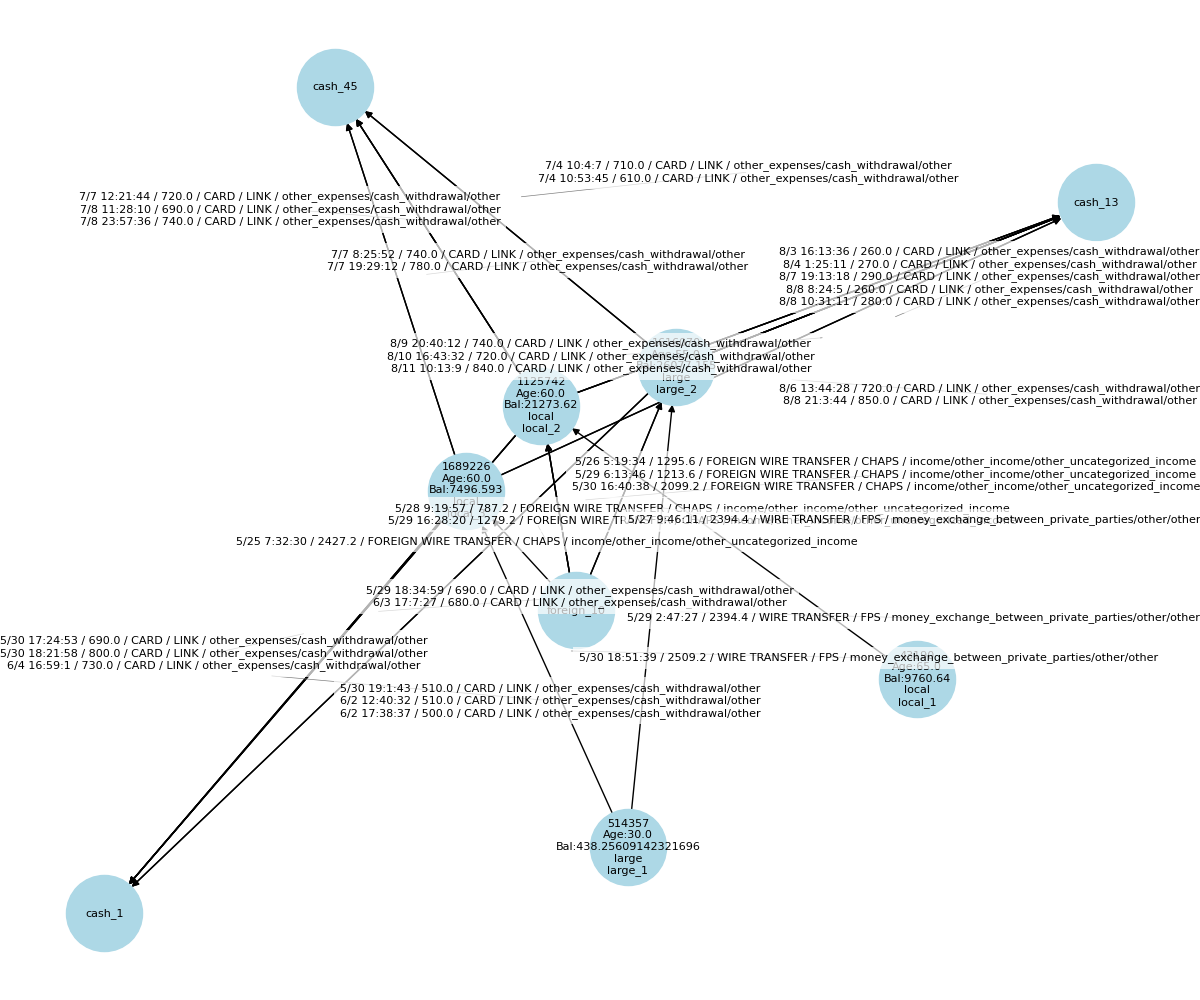 cash_45
7/4 10:4:7 / 710.0 / CARD / LINK / other_expenses/cash_withdrawal/other
7/4 10:53:45 / 610.0 / CARD / LINK / other_expenses/cash_withdrawal/other
7/7 12:21:44 / 720.0 / CARD / LINK / other_expenses/cash_withdrawal/other
7/8 11:28:10 / 690.0 / CARD / LINK / other_expenses/cash_withdrawal/other
7/8 23:57:36 / 740.0 / CARD / LINK / other_expenses/cash_withdrawal/other
cash_13
7/7 8:25:52 / 740.0 / CARD / LINK / other_expenses/cash_withdrawal/other
7/7 19:29:12 / 780.0 / CARD / LINK / other_expenses/cash_withdrawal/other
8/3 16:13:36 / 260.0 / CARD / LINK / other_expenses/cash_withdrawal/other
8/4 1:25:11 / 270.0 / CARD / LINK / other_expenses/cash_withdrawal/other
8/7 19:13:18 / 290.0 / CARD / LINK / other_expenses/cash_withdrawal/other
8/8 8:24:5 / 260.0 / CARD / LINK / other_expenses/cash_withdrawal/other
8/8 10:31:11 / 280.0 / CARD / LINK / other_expenses/cash_withdrawal/other
8/9 20:40:12 / 740.0 / CARD / LINK / other_expenses/cash_withdrawal/other
8/10 16:43:32 / 720.0 / CARD / LINK / other_expenses/cash_withdrawal/other
8/11 10:13:9 / 840.0 / CARD / LINK / other_expenses/cash_withdrawal/other
large
large_2
1125742
Age:60.0
Bal:21273.62
local
local_2
8/6 13:44:28 / 720.0 / CARD / LINK / other_expenses/cash_withdrawal/other
8/8 21:3:44 / 850.0 / CARD / LINK / other_expenses/cash_withdrawal/other
1689226
Age:60.0
Bal:7496.593
local
5/26 5:19:34 / 1295.6 / FOREIGN WIRE TRANSFER / CHAPS / income/other_income/other_uncategorized_income
5/29 6:13:46 / 1213.6 / FOREIGN WIRE TRANSFER / CHAPS / income/other_income/other_uncategorized_income
5/30 16:40:38 / 2099.2 / FOREIGN WIRE TRANSFER / CHAPS / income/other_income/other_uncategorized_income
5/28 9:19:57 / 787.2 / FOREIGN WIRE TRANSFER / CHAPS / income/other_income/other_uncategorized_income
5/29 16:28:20 / 1279.2 / FOREIGN WIRE
5/27 9:46:11 / 2394.4 / WIRE TRANSFER / FPS / money_exchange_between_private_parties/other/other
5/25 7:32:30 / 2427.2 / FOREIGN WIRE TRANSFER / CHAPS / income/other_income/other_uncategorized_income
5/29 18:34:59 / 690.0 / CARD / LINK / other_expenses/cash_withdrawal/other
6/3 17:7:27 / 680.0 / CARD / LINK / other_expenses/cash_withdrawal/other
foreign_10
5/29 2:47:27 / 2394.4 / WIRE TRANSFER / FPS / money_exchange_between_private_parties/other/other
5/30 17:24:53 / 690.0 / CARD / LINK / other_expenses/cash_withdrawal/other
5/30 18:21:58 / 800.0 / CARD / LINK / other_expenses/cash_withdrawal/other
6/4 16:59:1 / 730.0 / CARD / LINK / other_expenses/cash_withdrawal/other
5/30 18:51:39 / 2509.2 / WIRE TRANSFER / FPS / money_exchange_between_private_parties/other/other
Age:65.0
Bal:9760.64
local
local_1
5/30 19:1:43 / 510.0 / CARD / LINK / other_expenses/cash_withdrawal/other
6/2 12:40:32 / 510.0 / CARD / LINK / other_expenses/cash_withdrawal/other
6/2 17:38:37 / 500.0 / CARD / LINK / other_expenses/cash_withdrawal/other
514357
Age:30.0
Bal:438.25609142321696
large
large_1
cash_1